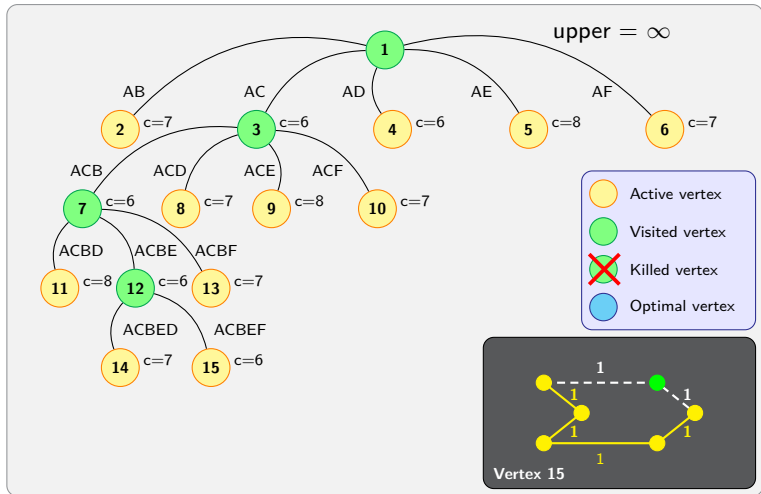 upper = ∞
1
AB AC AD AE AF
2 c=7 3 c=6 4 c=6 5 c=8 6 c=7
ACB ACD ACE ACF
7 c=6 8 c=7 9 c=8 10 c=7
ACBD ACBE ACBF
11 c=8 12 c=6 13 c=7
ACBED ACBEF
14 c=7 15 c=6
Active vertex
Visited vertex
Killed vertex
Optimal vertex
1
1 1
1 1
1
Vertex 15